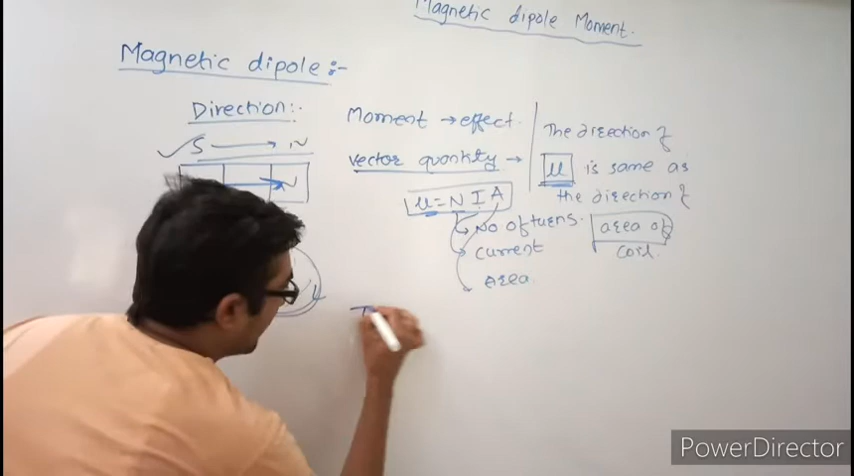 Magnetic dipole Moment.
Magnetic dipole :-
Direction:-
S → N
N
Moment → effect.
vector quantity →
μ = N I A
No of turns.
current
Area
The direction of
μ is same as
the direction of
area of
coil.
PowerDirector